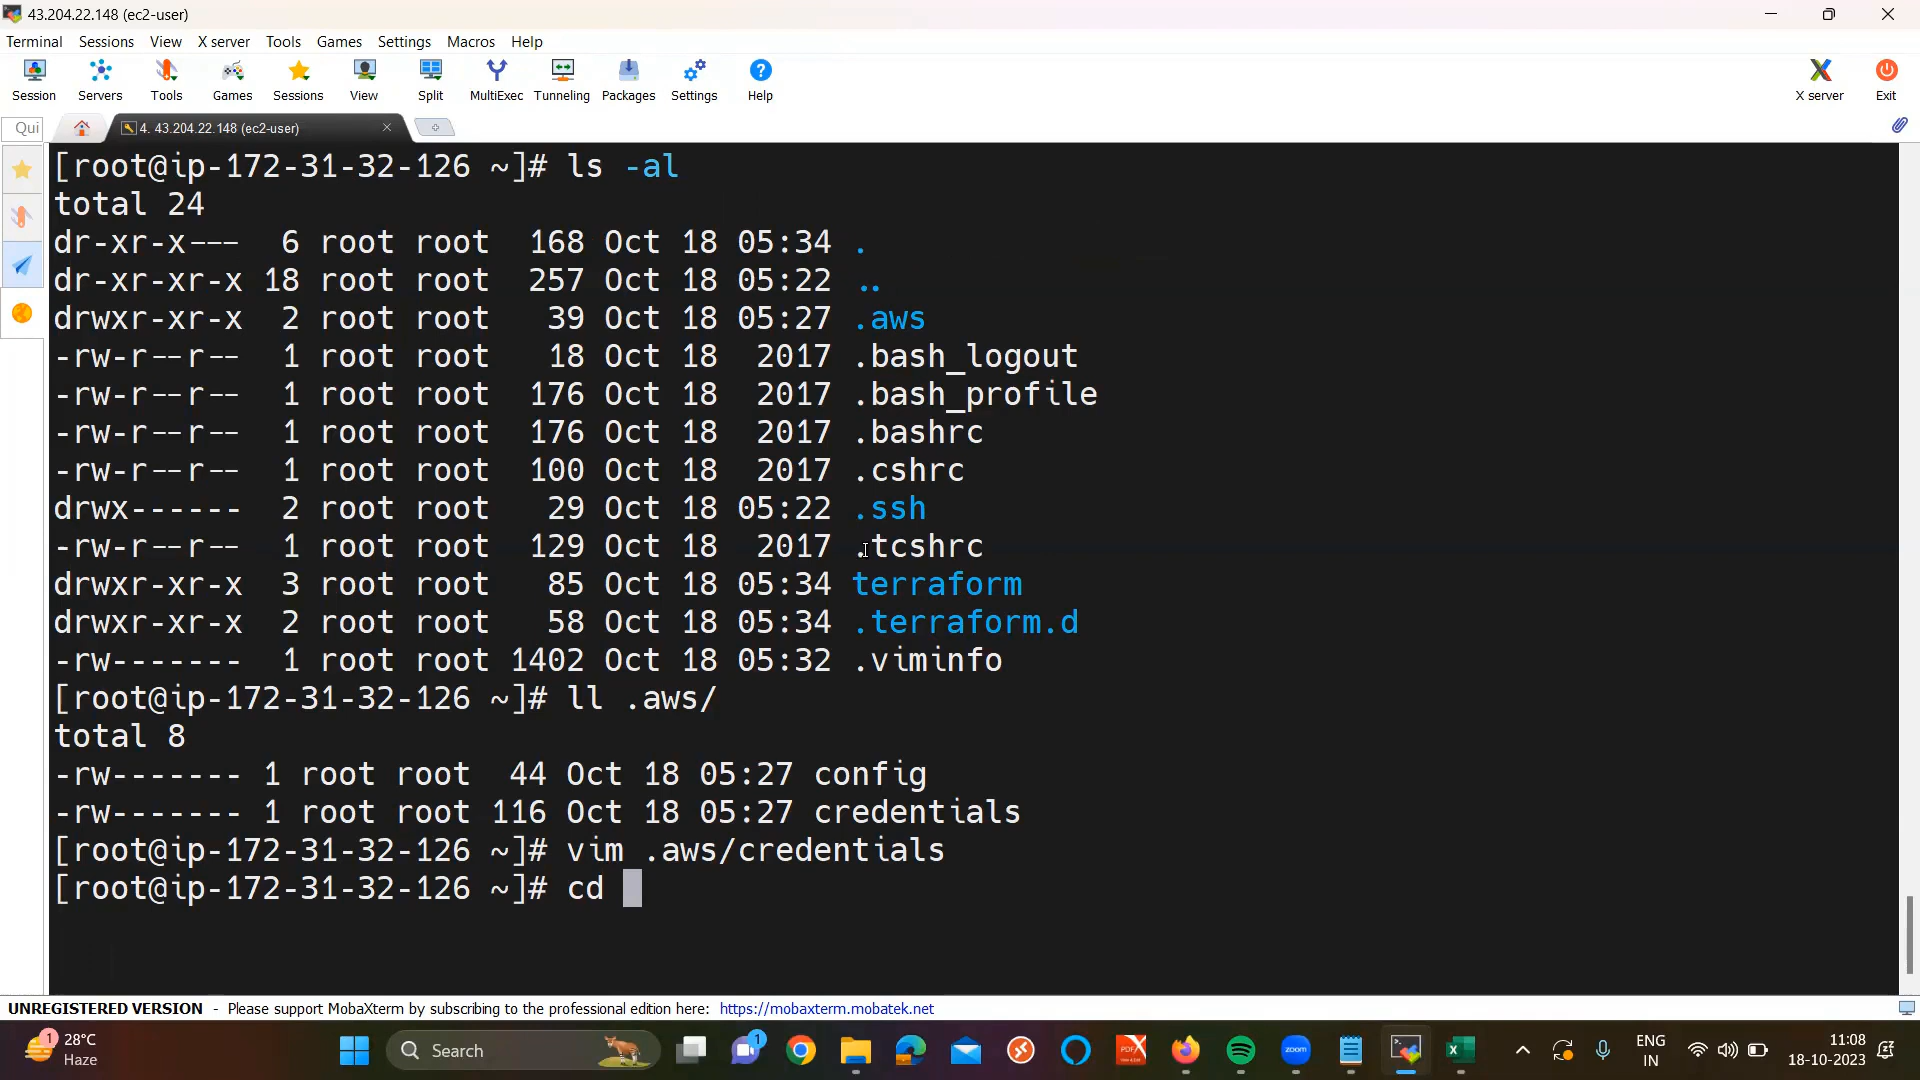 43.204.22.148 (ec2-user)
Terminal Sessions View X server Tools Games Settings Macros Help
Session Servers Tools Games Sessions View Split MultiExec Tunneling Packages Settings Help X server Exit
Qui 4. 43.204.22.148 (ec2-user)
[root@ip-172-31-32-126 ~]# ls -al
total 24
dr-xr-x--- 6 root root 168 Oct 18 05:34 .
dr-xr-xr-x 18 root root 257 Oct 18 05:22 ..
drwxr-xr-x 2 root root 39 Oct 18 05:27 .aws
-rw-r--r-- 1 root root 18 Oct 18 2017 .bash_logout
-rw-r--r-- 1 root root 176 Oct 18 2017 .bash_profile
-rw-r--r-- 1 root root 176 Oct 18 2017 .bashrc
-rw-r--r-- 1 root root 100 Oct 18 2017 .cshrc
drwx------ 2 root root 29 Oct 18 05:22 .ssh
-rw-r--r-- 1 root root 129 Oct 18 2017 .tcshrc
drwxr-xr-x 3 root root 85 Oct 18 05:34 terraform
drwxr-xr-x 2 root root 58 Oct 18 05:34 .terraform.d
-rw------- 1 root root 1402 Oct 18 05:32 .viminfo
[root@ip-172-31-32-126 ~]# ll .aws/
total 8
-rw------- 1 root root 44 Oct 18 05:27 config
-rw------- 1 root root 116 Oct 18 05:27 credentials
[root@ip-172-31-32-126 ~]# vim .aws/credentials
[root@ip-172-31-32-126 ~]# cd
UNREGISTERED VERSION - Please support MobaXterm by subscribing to the professional edition here: https://mobaxterm.mobatek.net
1 28°C Search 1 PDF zoom ENG 11:08
Haze IN 18-10-2023